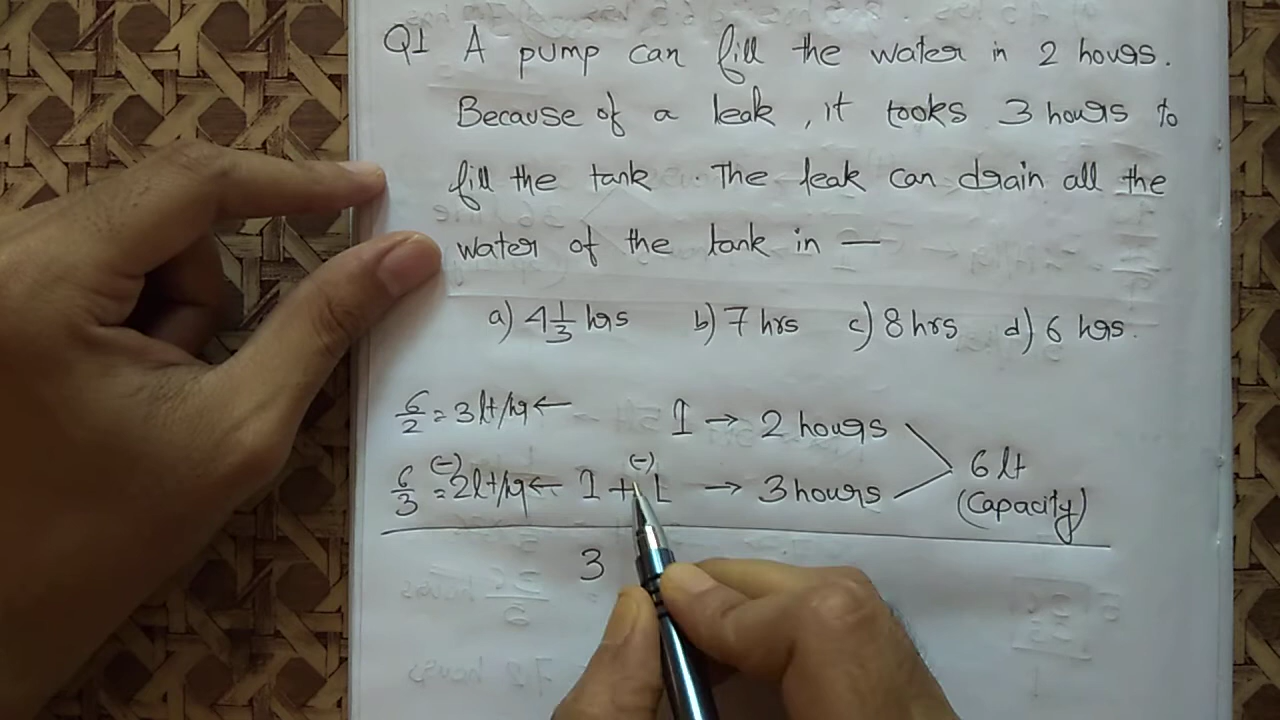 Q1 A pump can fill the water in 2 hours.
Because of a leak, it tooks 3 hours to
fill the tank. The leak can drain all the
water of the tank in —
a) 4 1/3 hrs b) 7 hrs c) 8 hrs d) 6 hrs.
6/2 = 3 lt/hr ← I → 2 hours
6 lt
(Capacity)
6/3 = (-) 2 lt/hr ← I + (-) L → 3 hours
3